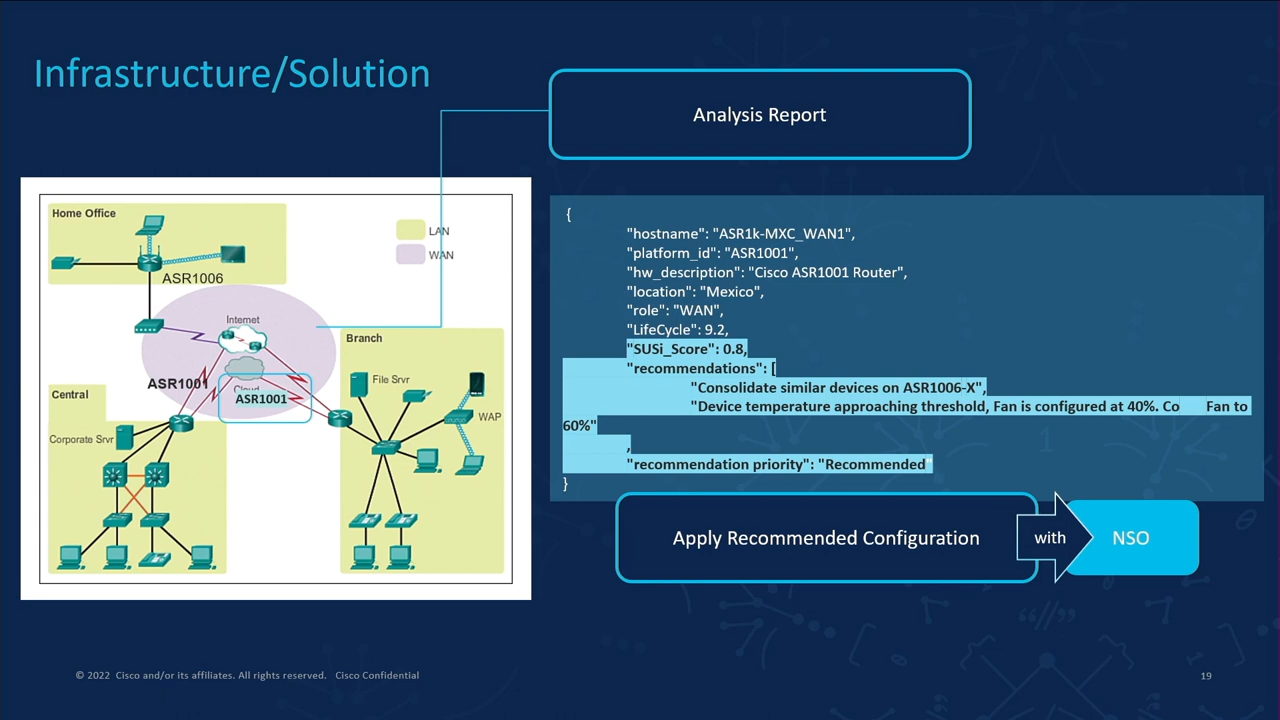 Infrastructure/Solution
Analysis Report
Home Office
ASR1006
LAN
WAN
Internet
Branch
File Srvr
WAP
Cloud
ASR1001
ASR1001
Central
Corporate Srvr
{
"hostname": "ASR1k-MXC_WAN1",
"platform_id": "ASR1001",
"hw_description": "Cisco ASR1001 Router",
"location": "Mexico",
"role": "WAN",
"LifeCycle": 9.2,
"SUSi_Score": 0.8,
"recommendations": [
"Consolidate similar devices on ASR1006-X",
"Device temperature approaching threshold, Fan is configured at 40%. Co Fan to
60%"
,
"recommendation priority": "Recommended"
}
Apply Recommended Configuration
with
NSO
© 2022 Cisco and/or its affiliates. All rights reserved. Cisco Confidential
19